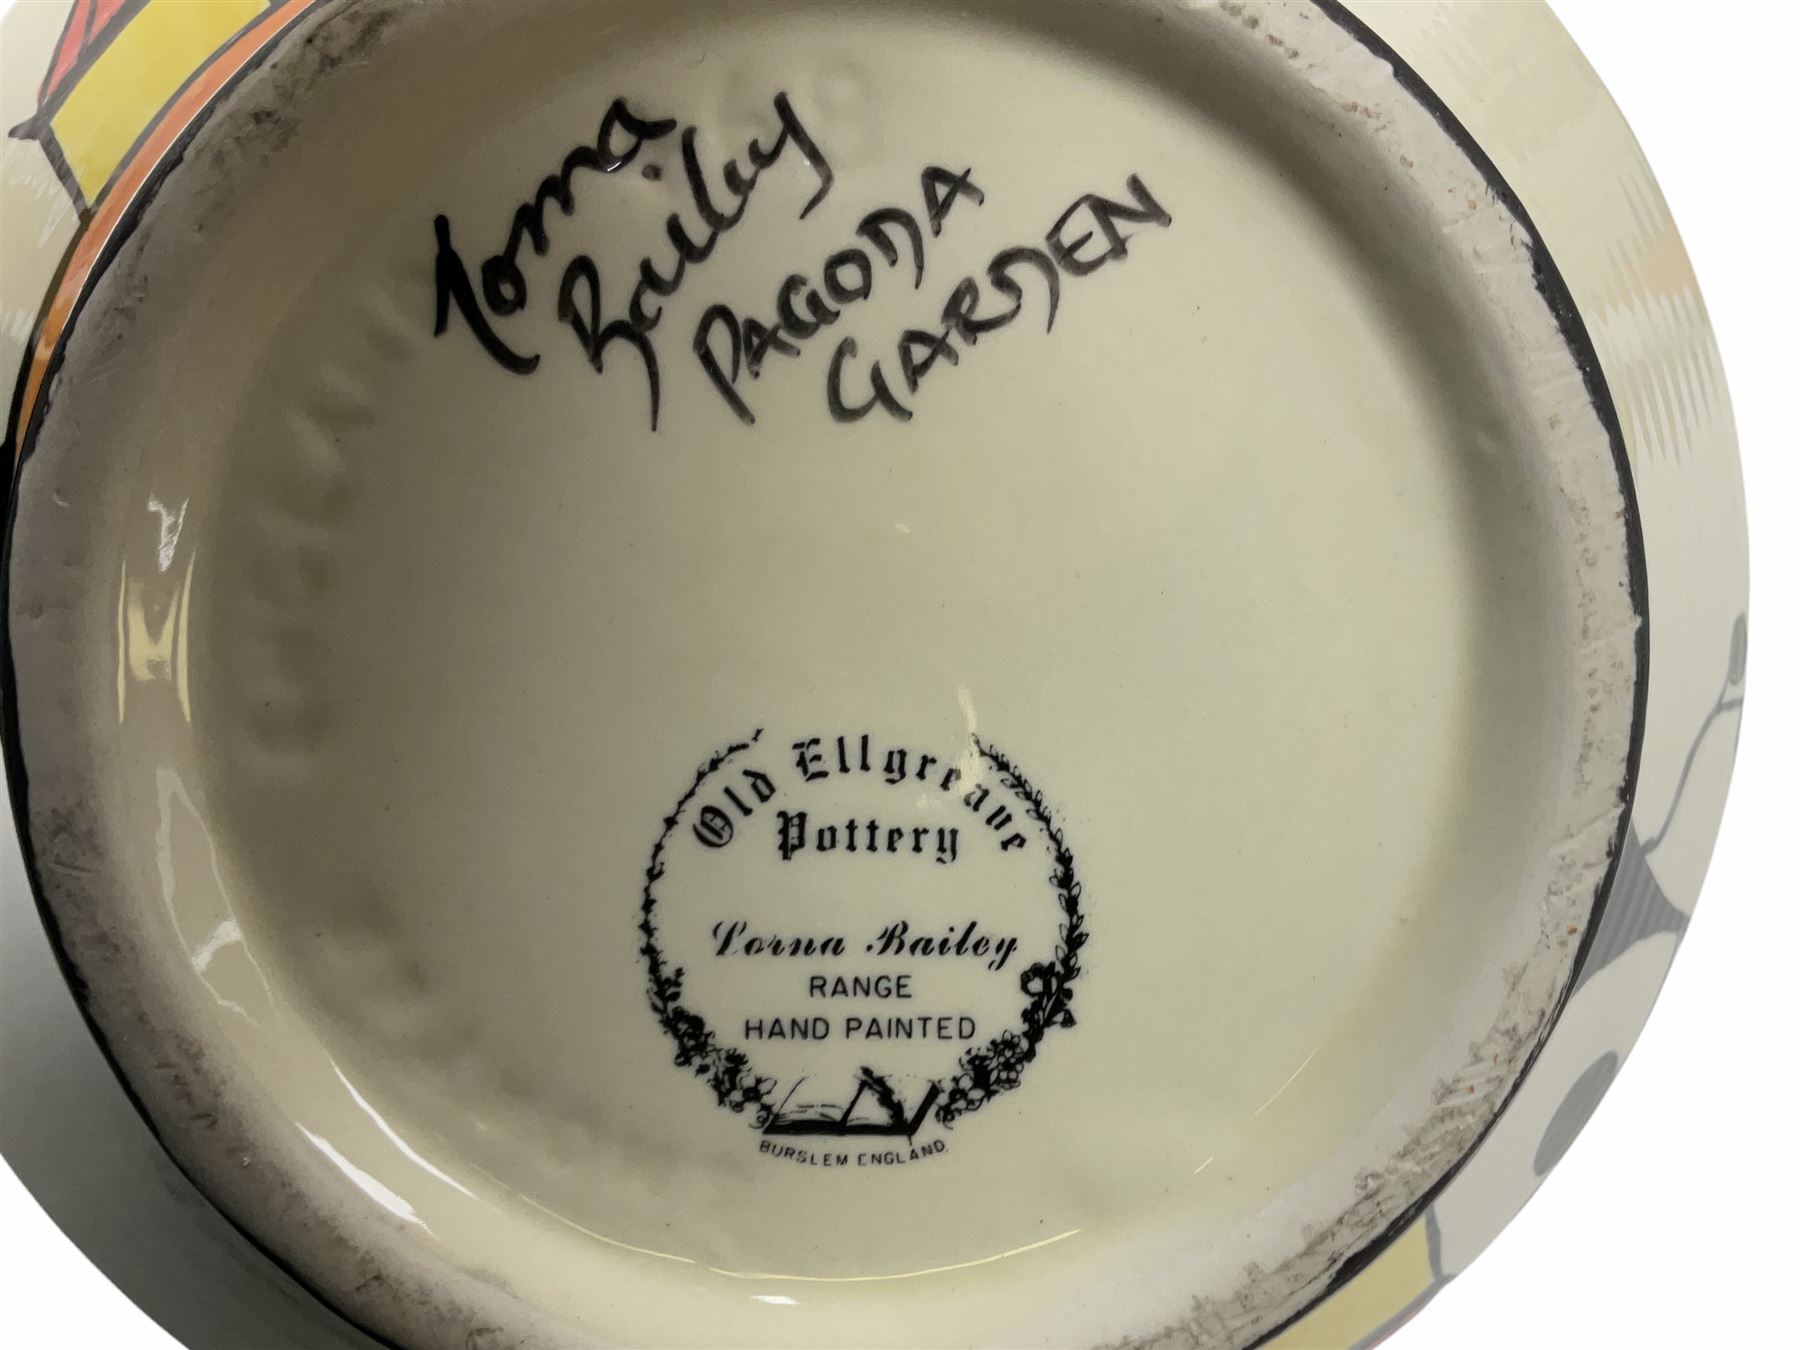 Lorna
Bailey
PAGODA
GARDEN
Old Ellgreave
Pottery
Lorna Bailey
RANGE
HAND PAINTED
BURSLEM ENGLAND.